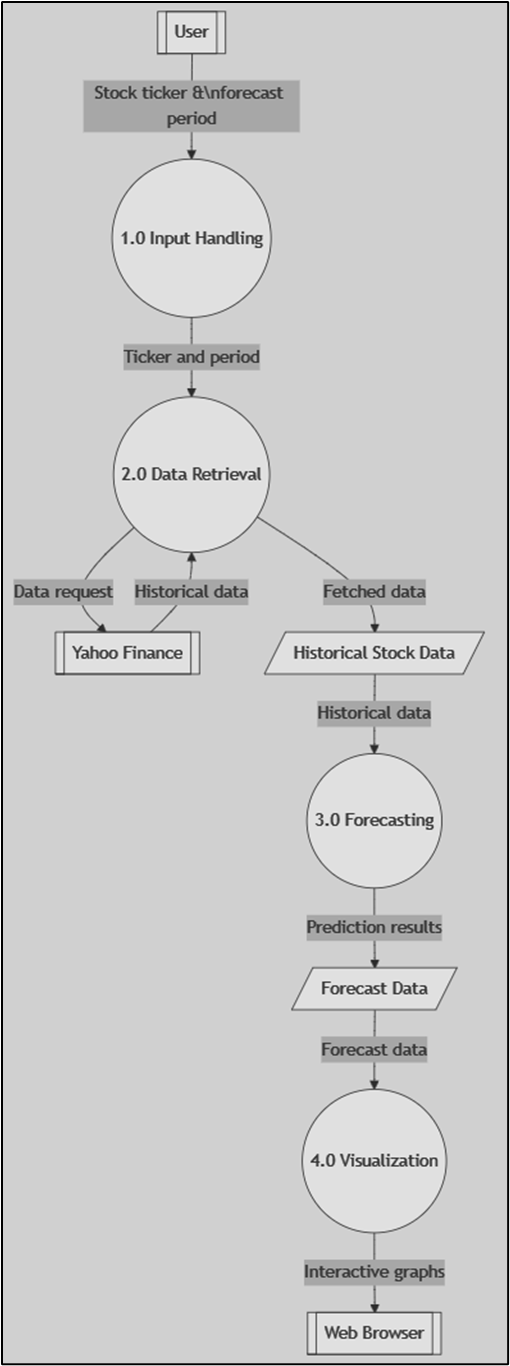 User
Stock ticker &\nforecast
period
1.0 Input Handling
Ticker and period
2.0 Data Retrieval
Data request
Historical data
Fetched data
Yahoo Finance
Historical Stock Data
Historical data
3.0 Forecasting
Prediction results
Forecast Data
Forecast data
4.0 Visualization
Interactive graphs
Web Browser